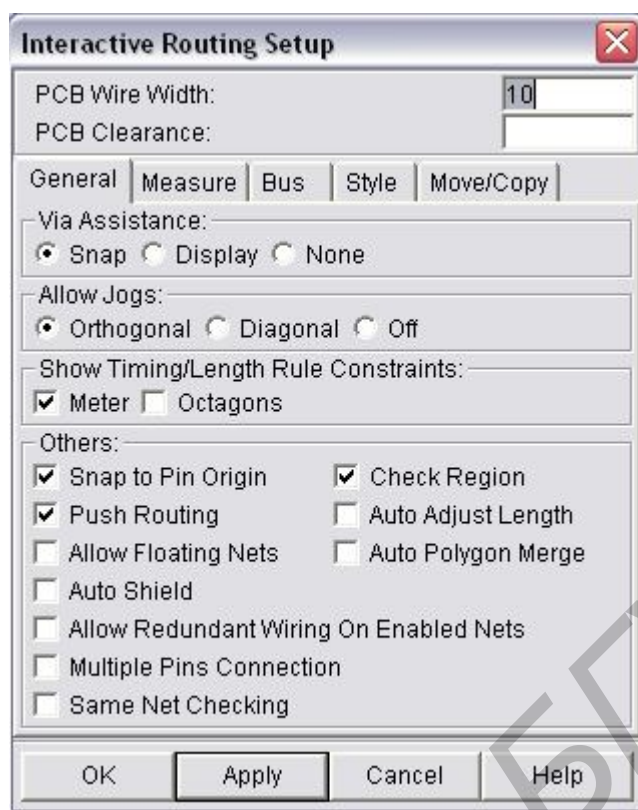 Interactive Routing Setup
PCB Wire Width: 10
PCB Clearance:
General Measure Bus Style Move/Copy
Via Assistance:
Snap Display None
Allow Jogs:
Orthogonal Diagonal Off
Show Timing/Length Rule Constraints:
Meter Octagons
Others:
Snap to Pin Origin Check Region
Push Routing Auto Adjust Length
Allow Floating Nets Auto Polygon Merge
Auto Shield
Allow Redundant Wiring On Enabled Nets
Multiple Pins Connection
Same Net Checking
OK Apply Cancel Help